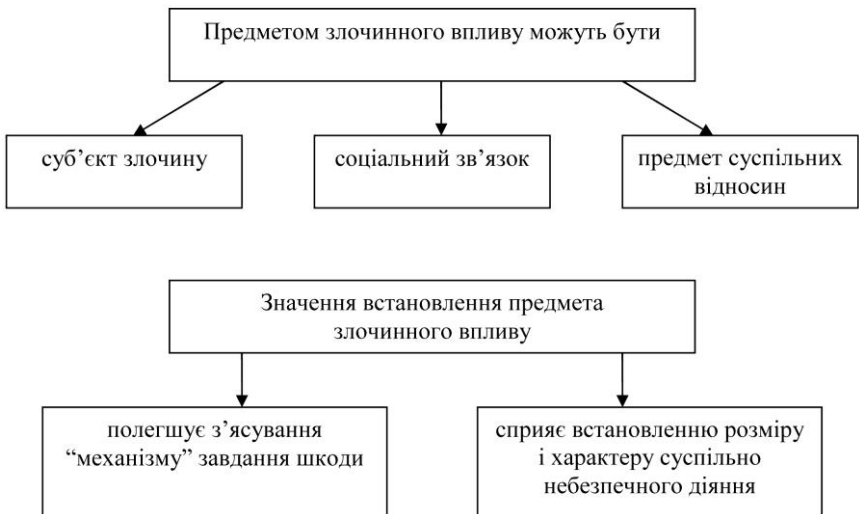 Предметом злочинного впливу можуть бути
суб’єкт злочину
соціальний зв’язок
предмет суспільних
відносин
Значення встановлення предмета
злочинного впливу
полегшує з’ясування
“механізму” завдання шкоди
сприяє встановленню розміру
і характеру суспільно
небезпечного діяння